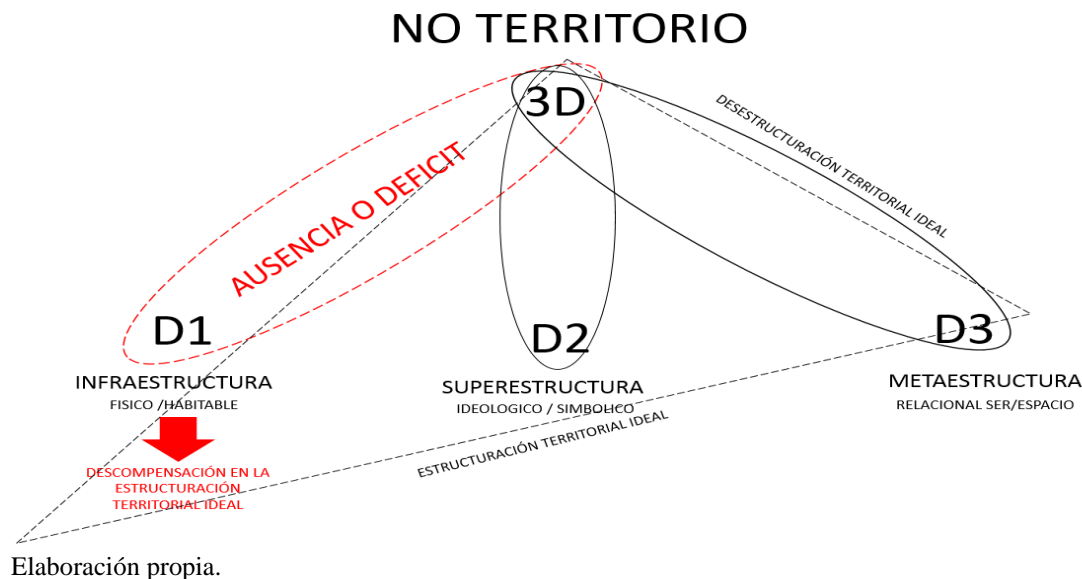 NO TERRITORIO
3D
DESESTRUCTURACIÓN TERRITORIAL IDEAL
AUSENCIA O DEFICIT
D1
D2
D3
INFRAESTRUCTURA
FISICO /HABITABLE
SUPERESTRUCTURA
IDEOLOGICO / SIMBOLICO
METAESTRUCTURA
RELACIONAL SER/ESPACIO
ESTRUCTURACIÓN TERRITORIAL IDEAL
DESCOMPENSACIÓN EN LA
ESTRUCTURACIÓN
TERRITORIAL IDEAL
Elaboración propia.